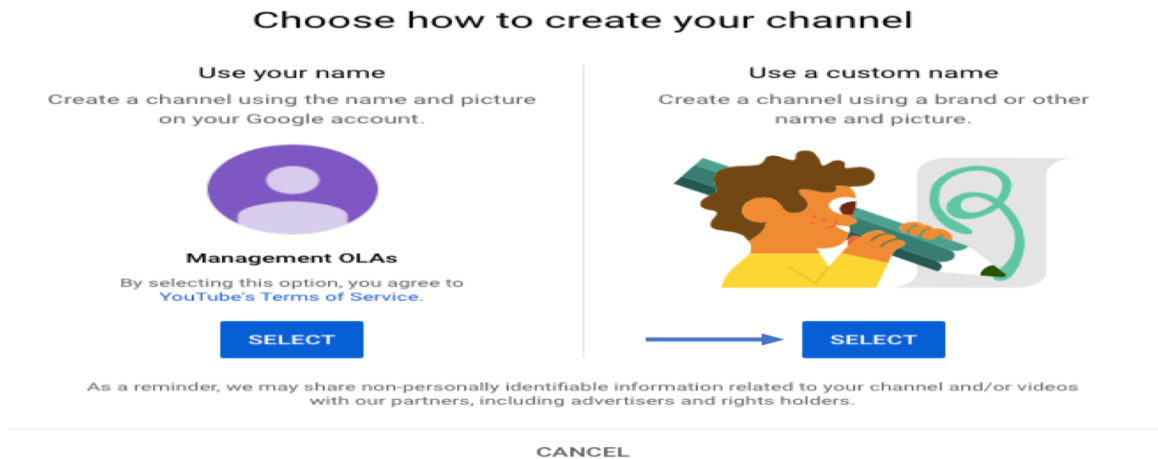 Choose how to create your channel
Use your name
Create a channel using the name and picture
on your Google account.
Management OLAs
By selecting this option, you agree to
YouTube's Terms of Service.
SELECT
Use a custom name
Create a channel using a brand or other
name and picture.
SELECT
As a reminder, we may share non-personally identifiable information related to your channel and/or videos
with our partners, including advertisers and rights holders.
CANCEL